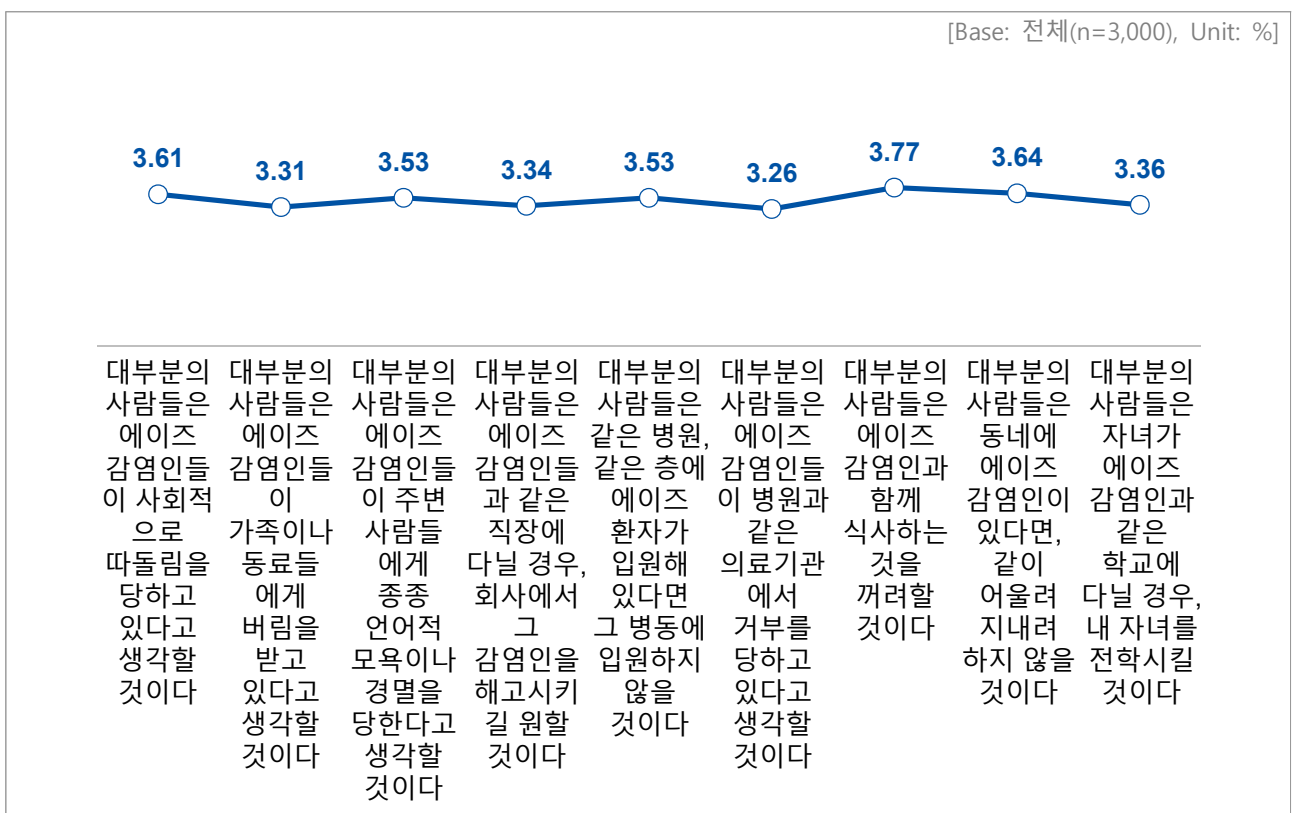 [Base: 전체(n=3,000), Unit: %]
3.61
3.31
3.53
3.34
3.53
3.26
3.77
3.64
3.36
대부분의
사람들은
에이즈
감염인들
이 사회적
으로
따돌림을
당하고
있다고
생각할
것이다
대부분의
사람들은
에이즈
감염인들
이
가족이나
동료들
에게
버림을
받고
있다고
생각할
것이다
대부분의
사람들은
에이즈
감염인들
이 주변
사람들
에게
종종
언어적
모욕이나
경멸을
당한다고
생각할
것이다
대부분의
사람들은
에이즈
감염인들
과 같은
직장에
다닐 경우,
회사에서
그
감염인을
해고시키
길 원할
것이다
대부분의
사람들은
같은 병원,
같은 층에
에이즈
환자가
입원해
있다면
그 병동에
입원하지
않을
것이다
대부분의
사람들은
에이즈
감염인들
이 병원과
같은
의료기관
에서
거부를
당하고
있다고
생각할
것이다
대부분의
사람들은
에이즈
감염인과
함께
식사하는
것을
꺼려할
것이다
대부분의
사람들은
동네에
에이즈
감염인이
있다면,
같이
어울려
지내려
하지 않을
것이다
대부분의
사람들은
자녀가
에이즈
감염인과
같은
학교에
다닐 경우,
내 자녀를
전학시킬
것이다